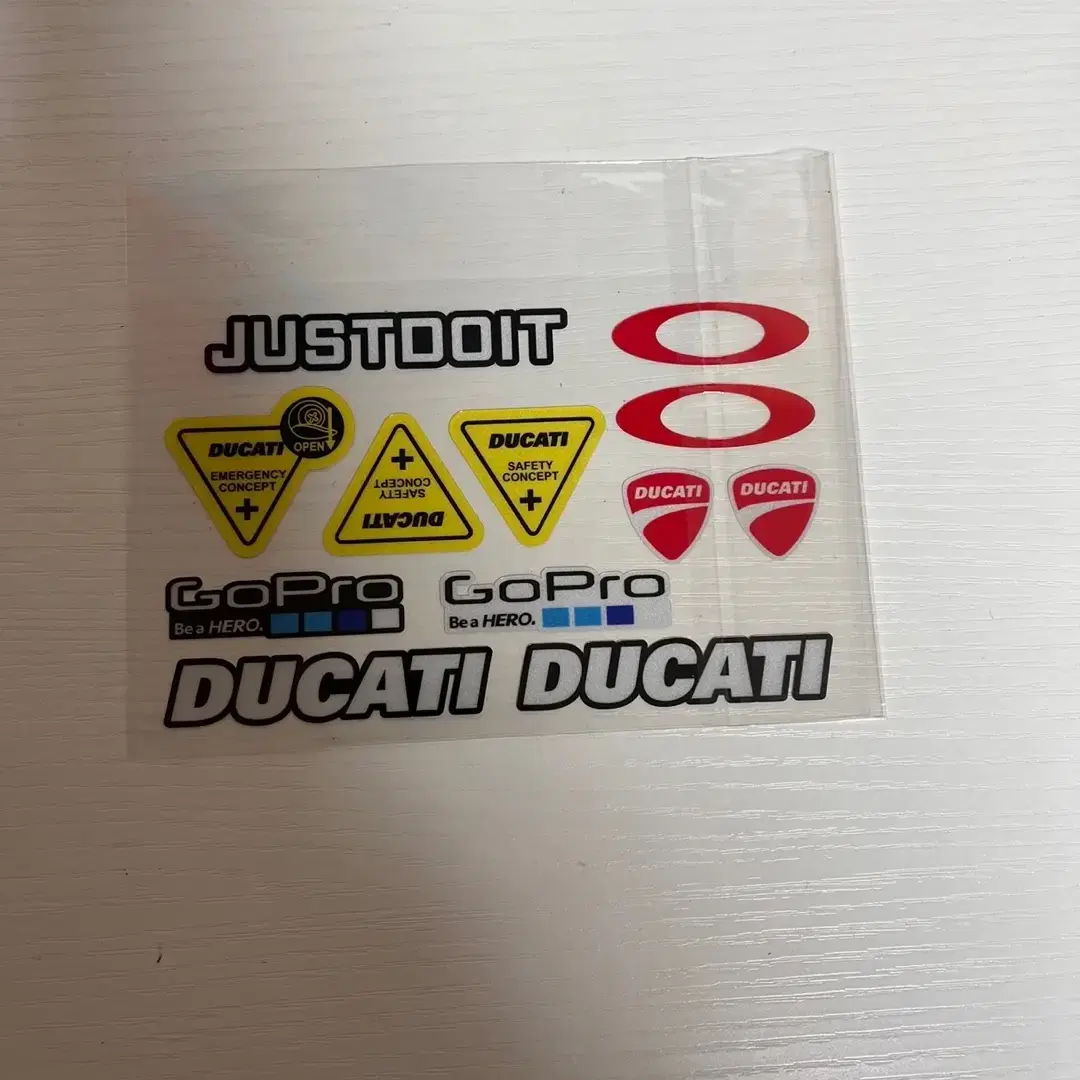 JUSTDOIT
DUCATI
OPEN
EMERGENCY
CONCEPT
DUCATI
SAFETY
CONCEPT
DUCATI
SAFETY
CONCEPT
DUCATI
DUCATI
GoPro
Be a HERO.
GoPro
Be a HERO.
DUCATI
DUCATI